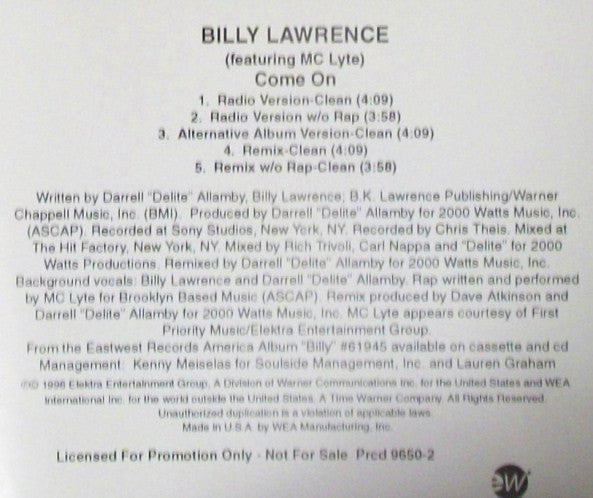 BILLY LAWRENCE
(featuring MC Lyte)
Come On
1. Radio Version-Clean (4:09)
2. Radio Version w/o Rap (3:58)
3. Alternative Album Version-Clean (4:09)
4. Remix-Clean (4:09)
5. Remix w/o Rap-Clean (3:58)
Written by Darrell "Delite" Allamby, Billy Lawrence; B.K. Lawrence Publishing/Warner
Chappell Music, Inc. (BMI). Produced by Darrell "Delite" Allamby for 2000 Watts Music, Inc.
(ASCAP). Recorded at Sony Studios, New York, NY. Recorded by Chris Theis. Mixed at
The Hit Factory, New York, NY. Mixed by Rich Trivoli, Carl Nappa and "Delite" for 2000
Watts Productions. Remixed by Darrell "Delite" Allamby for 2000 Watts Music, Inc.
Background vocals: Billy Lawrence and Darrell "Delite" Allamby. Rap written and performed
by MC Lyte for Brooklyn Based Music (ASCAP). Remix produced by Dave Atkinson and
Darrell "Delite" Allamby for 2000 Watts Music, Inc. MC Lyte appears courtesy of First
Priority Music/Elektra Entertainment Group.
From the Eastwest Records America Album "Billy" #61945 available on cassette and cd
Management: Kenny Meiselas for Soulside Management, Inc. and Lauren Graham
℗© 1996 Elektra Entertainment Group. A Division of Warner Communications Inc. for the United States and WEA
International Inc. for the world outside the United States. A Time Warner Company. All Rights Reserved.
Unauthorized duplication is a violation of applicable laws.
Made in U.S.A. by WEA Manufacturing, Inc.
Licensed For Promotion Only - Not For Sale Prcd 9650-2
ew